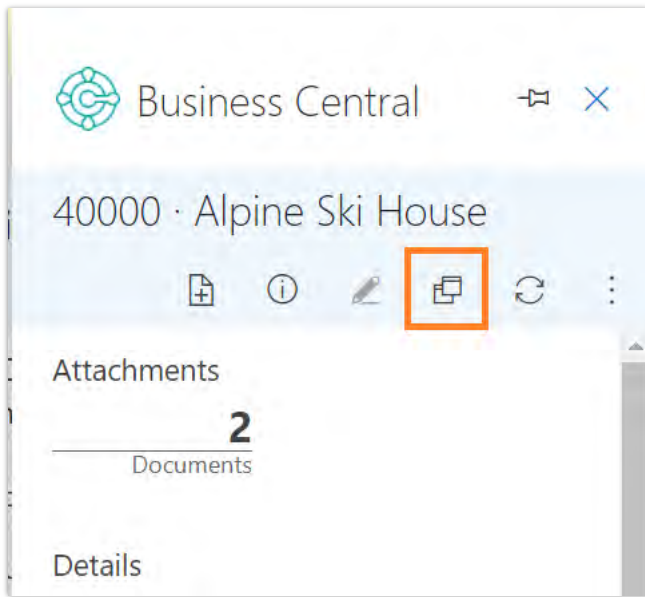 Business Central
40000 · Alpine Ski House
Attachments
2
Documents
Details